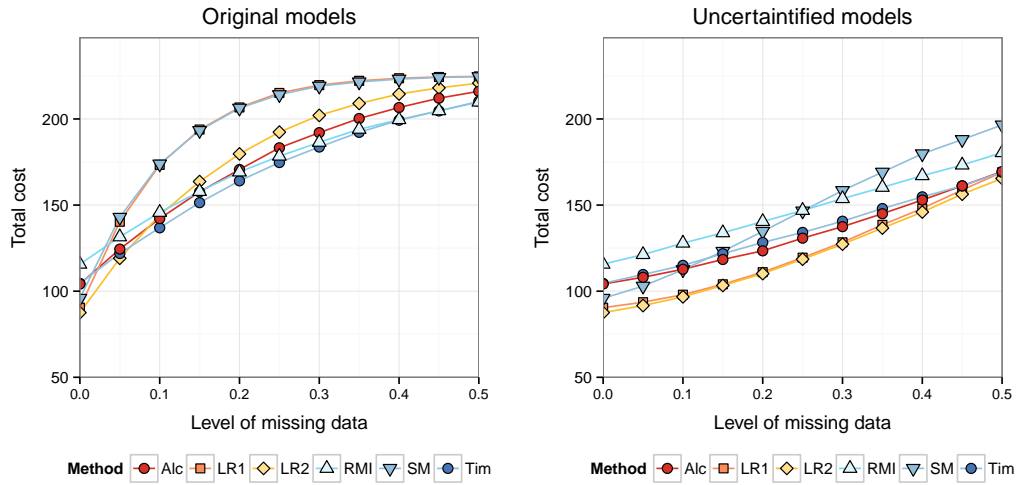 Original models
Total cost
200
150
100
50
0.0 0.1 0.2 0.3 0.4 0.5
Level of missing data
Method Alc LR1 LR2 RMI SM Tim
Uncertaintified models
Total cost
200
150
100
50
0.0 0.1 0.2 0.3 0.4 0.5
Level of missing data
Method Alc LR1 LR2 RMI SM Tim